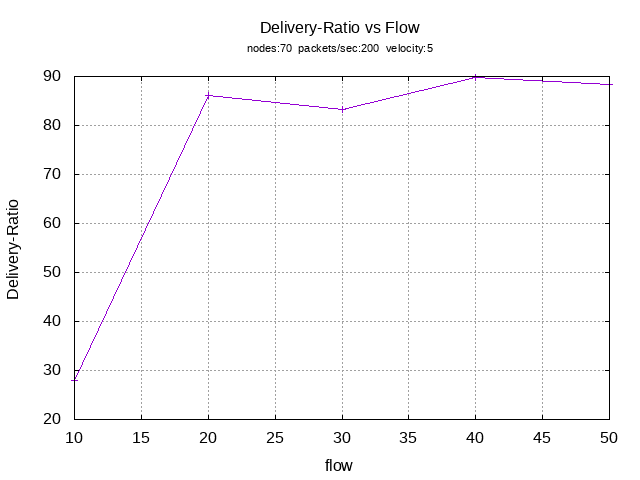 Delivery-Ratio vs Flow
nodes:70 packets/sec:200 velocity:5
90
80
70
60
50
40
30
20
Delivery-Ratio
10 15 20 25 30 35 40 45 50
flow